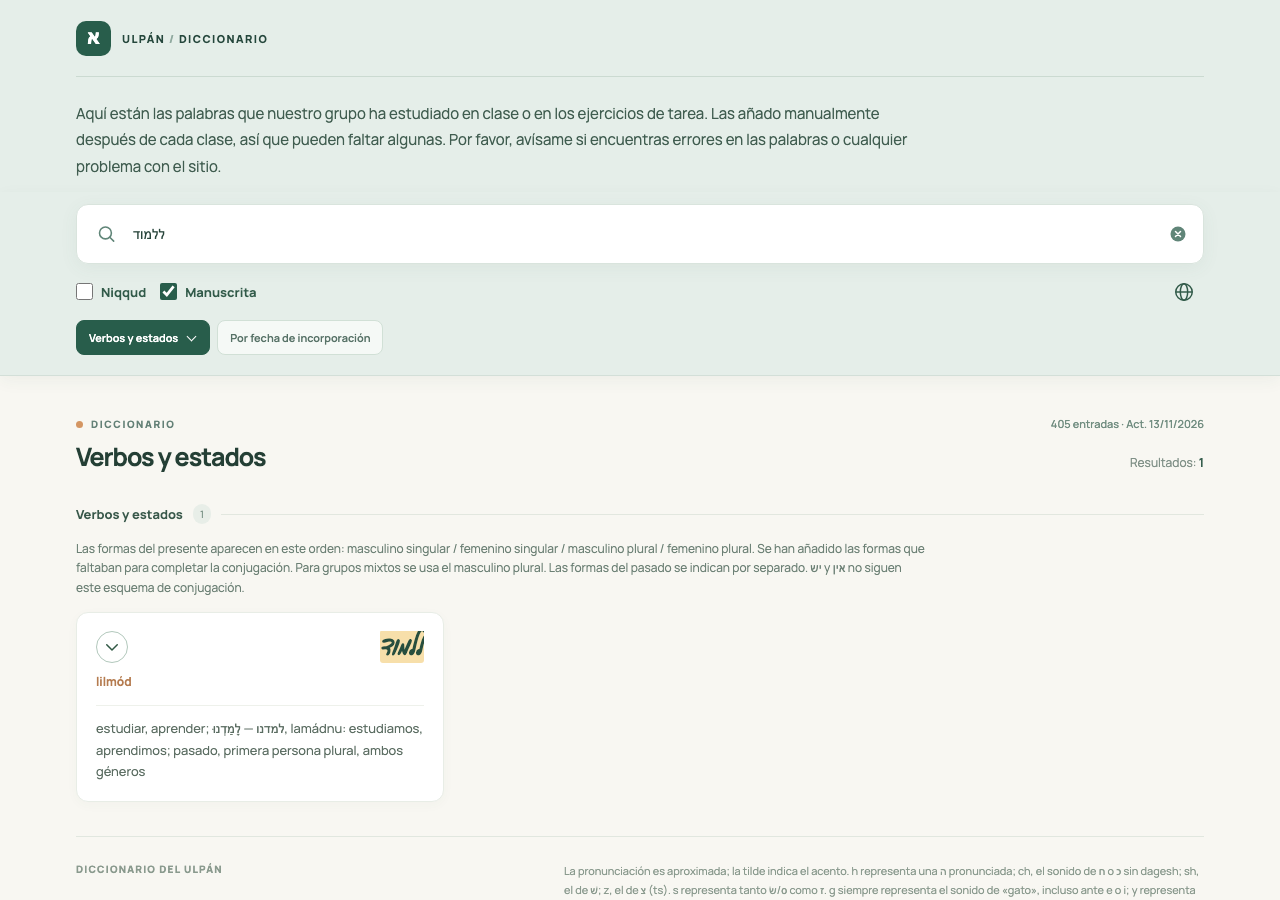 א ULPÁN / DICCIONARIO
Aquí están las palabras que nuestro grupo ha estudiado en clase o en los ejercicios de tarea. Las añado manualmente
después de cada clase, así que pueden faltar algunas. Por favor, avísame si encuentras errores en las palabras o cualquier
problema con el sitio.
ללמוד
Niqqud Manuscrita
Verbos y estados Por fecha de incorporación
DICCIONARIO
405 entradas · Act. 13/11/2026
Verbos y estados
Resultados: 1
Verbos y estados 1
Las formas del presente aparecen en este orden: masculino singular / femenino singular / masculino plural / femenino plural. Se han añadido las formas que
faltaban para completar la conjugación. Para grupos mixtos se usa el masculino plural. Las formas del pasado se indican por separado. יש y אין no siguen
este esquema de conjugación.
ללמוד
lilmód
estudiar, aprender; למדנו — לָמַדְנוּ, lamádnu: estudiamos,
aprendimos; pasado, primera persona plural, ambos
géneros
DICCIONARIO DEL ULPÁN
La pronunciación es aproximada; la tilde indica el acento. h representa una ה pronunciada; ch, el sonido de ח o כ sin dagesh; sh,
el de ש; z, el de צ (ts). s representa tanto ש/ס como ז. g siempre representa el sonido de «gato», incluso ante e o i; y representa